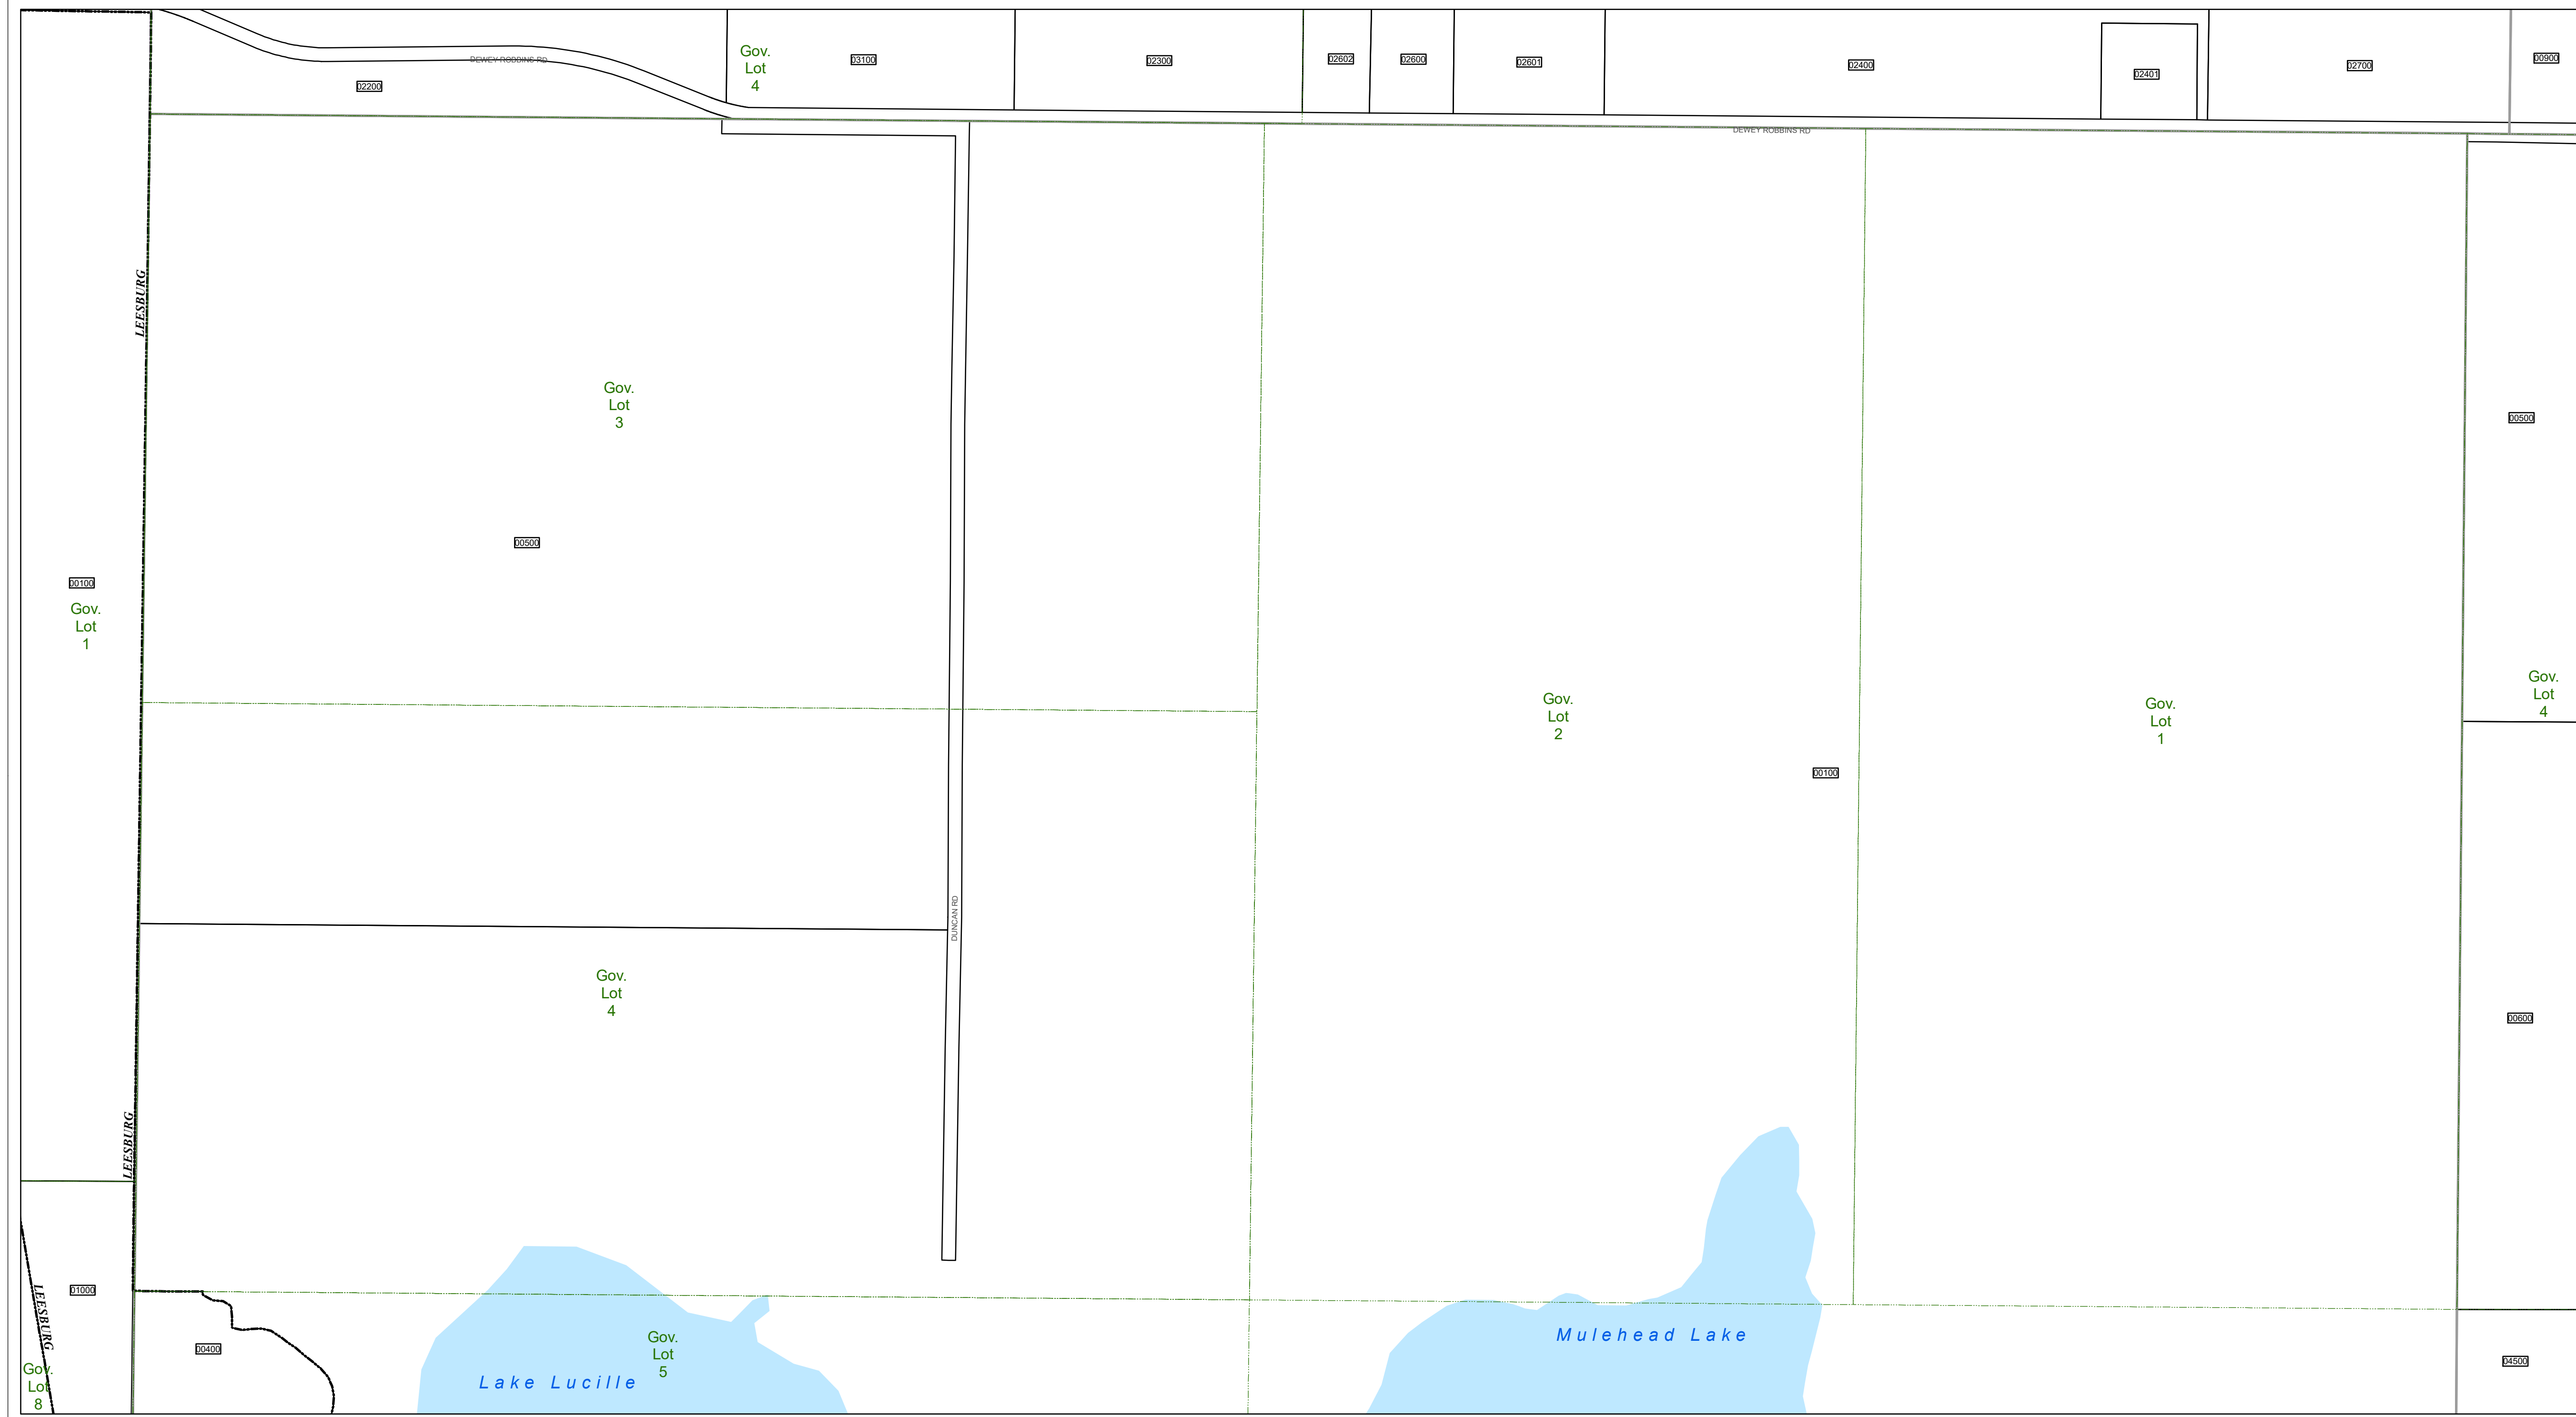 Gov.
Lot
4
03100
02300
02602
02600
02601
02400
02401
02700
00900
DEWEY ROBBINS RD
02200
DEWEY ROBBINS RD
LEESBURG
Gov.
Lot
3
00500
00500
00100
Gov.
Lot
1
Gov.
Lot
2
Gov.
Lot
1
Gov.
Lot
4
00100
DUNCAN RD
Gov.
Lot
4
00600
LEESBURG
01000
LEESBURG
00400
Gov.
Lot
5
Mulehead Lake
04500
Lake Lucille
Gov.
Lot
8